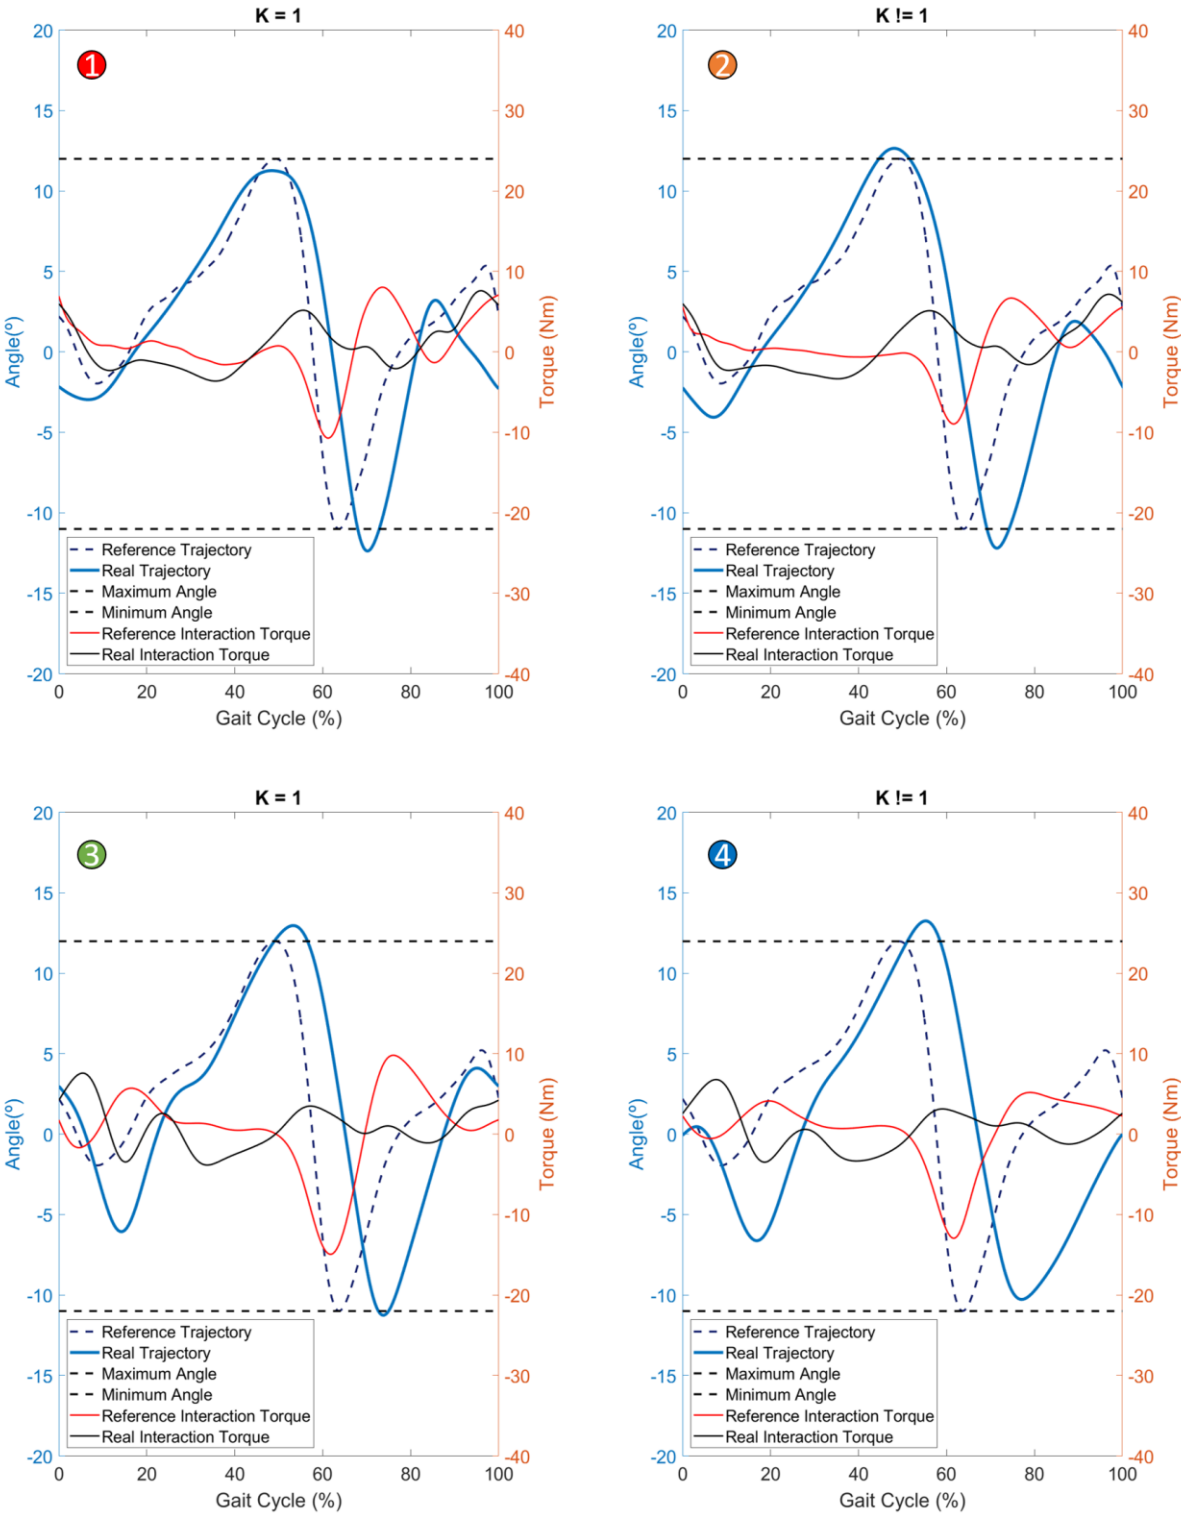 K = 1
1
20
15
10
5
0
-5
-10
-15
-20
Angle(º)
40
30
20
10
0
-10
-20
-30
-40
Torque (Nm)
Reference Trajectory
Real Trajectory
Maximum Angle
Minimum Angle
Reference Interaction Torque
Real Interaction Torque
0 20 40 60 80 100
Gait Cycle (%)
K != 1
2
20
15
10
5
0
-5
-10
-15
-20
Angle(º)
40
30
20
10
0
-10
-20
-30
-40
Torque (Nm)
Reference Trajectory
Real Trajectory
Maximum Angle
Minimum Angle
Reference Interaction Torque
Real Interaction Torque
0 20 40 60 80 100
Gait Cycle (%)
K = 1
3
20
15
10
5
0
-5
-10
-15
-20
Angle(º)
40
30
20
10
0
-10
-20
-30
-40
Torque (Nm)
Reference Trajectory
Real Trajectory
Maximum Angle
Minimum Angle
Reference Interaction Torque
Real Interaction Torque
0 20 40 60 80 100
Gait Cycle (%)
K != 1
4
20
15
10
5
0
-5
-10
-15
-20
Angle(º)
40
30
20
10
0
-10
-20
-30
-40
Torque (Nm)
Reference Trajectory
Real Trajectory
Maximum Angle
Minimum Angle
Reference Interaction Torque
Real Interaction Torque
0 20 40 60 80 100
Gait Cycle (%)